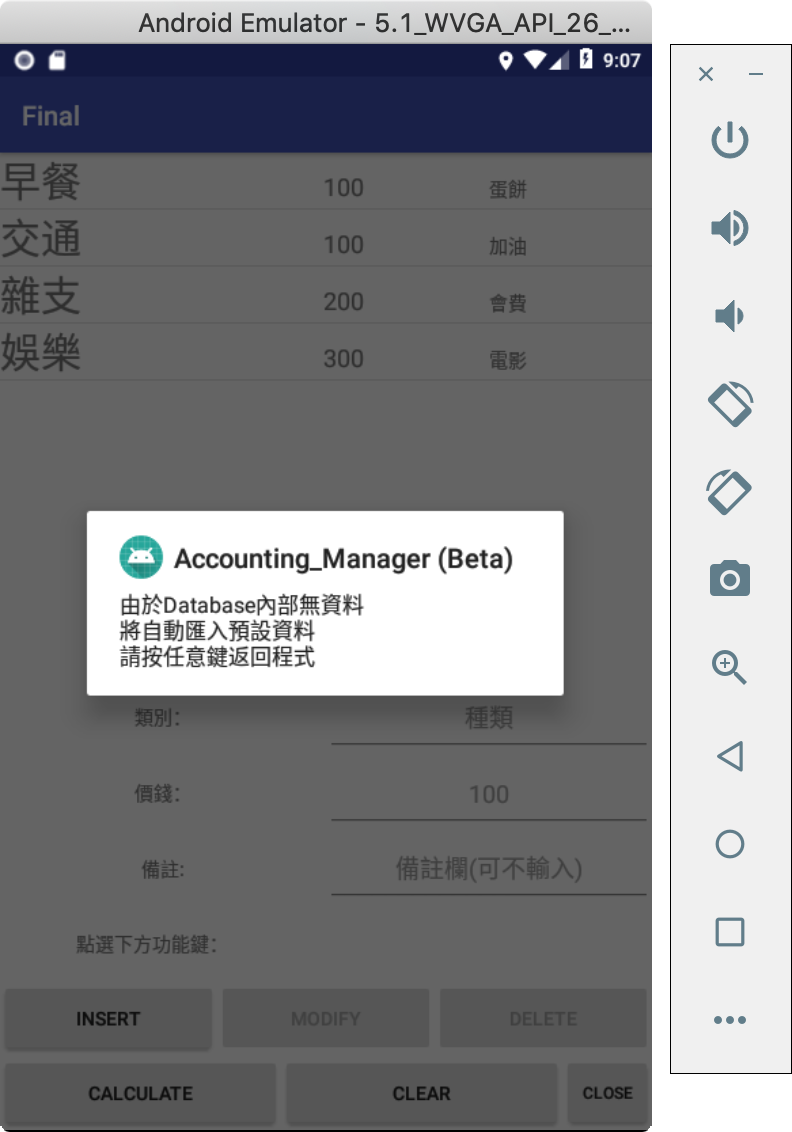 Android Emulator - 5.1_WVGA_API_26_...
9:07
Final
早餐 100 蛋餅
交通 100 加油
雜支 200 會費
娛樂 300 電影
Accounting_Manager (Beta)
由於Database內部無資料
將自動匯入預設資料
請按任意鍵返回程式
類別: 種類
價錢: 100
備註: 備註欄(可不輸入)
點選下方功能鍵:
INSERT MODIFY DELETE
CALCULATE CLEAR CLOSE